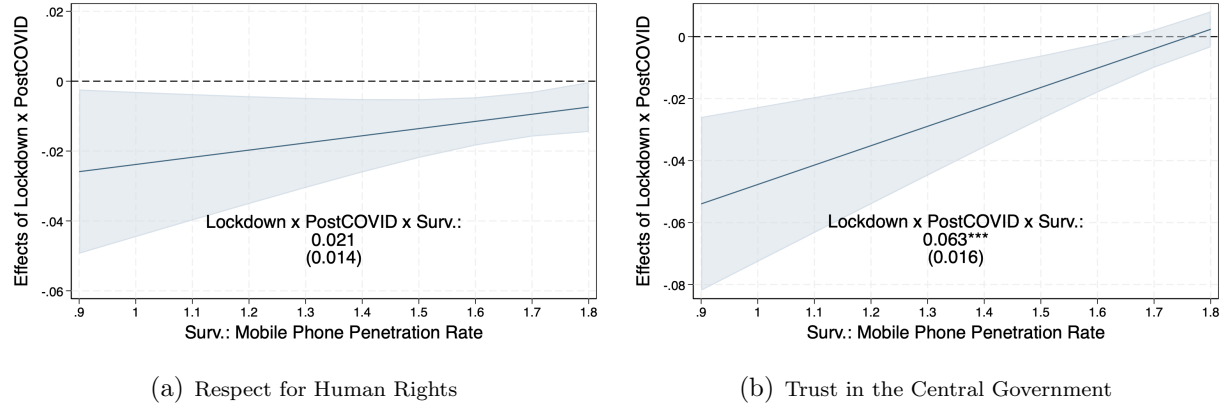 Effects of Lockdown x PostCOVID
.02
0
-.02
-.04
-.06
Lockdown x PostCOVID x Surv.:
0.021
(0.014)
.9 1 1.1 1.2 1.3 1.4 1.5 1.6 1.7 1.8
Surv.: Mobile Phone Penetration Rate
(a) Respect for Human Rights
Effects of Lockdown x PostCOVID
0
-.02
-.04
-.06
-.08
Lockdown x PostCOVID x Surv.:
0.063***
(0.016)
.9 1 1.1 1.2 1.3 1.4 1.5 1.6 1.7 1.8
Surv.: Mobile Phone Penetration Rate
(b) Trust in the Central Government